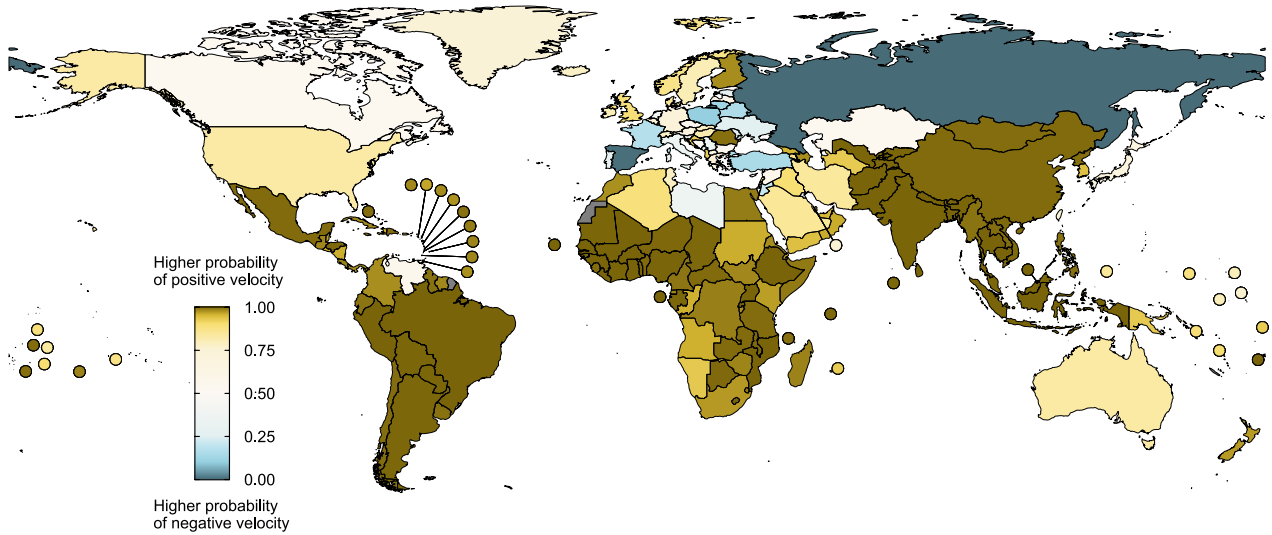 Higher probability
of positive velocity
1.00
0.75
0.50
0.25
0.00
Higher probability
of negative velocity